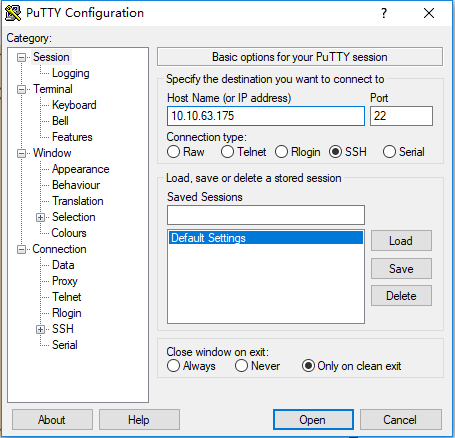 PuTTY Configuration
Category:
Session
Logging
Terminal
Keyboard
Bell
Features
Window
Appearance
Behaviour
Translation
Selection
Colours
Connection
Data
Proxy
Telnet
Rlogin
SSH
Serial
Basic options for your PuTTY session
Specify the destination you want to connect to
Host Name (or IP address) Port
10.10.63.175 22
Connection type:
Raw Telnet Rlogin SSH Serial
Load, save or delete a stored session
Saved Sessions
Default Settings
Load
Save
Delete
Close window on exit:
Always Never Only on clean exit
About Help Open Cancel